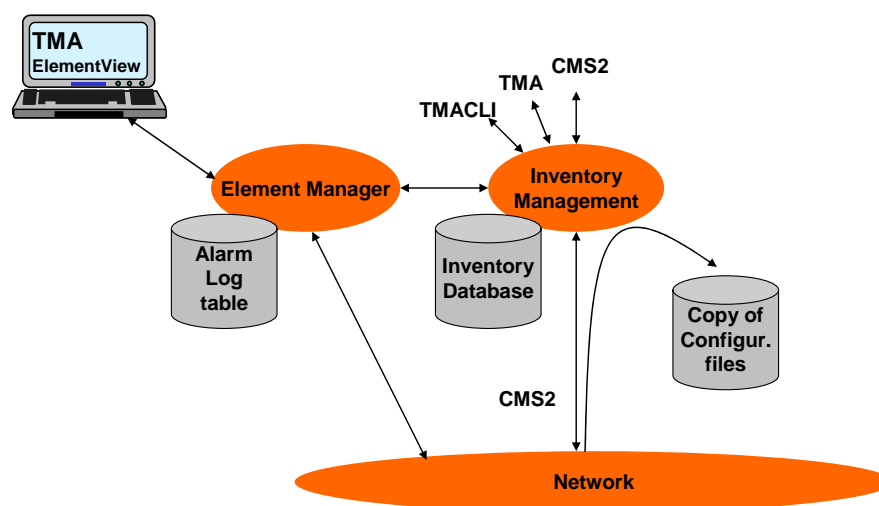 TMA
ElementView
CMS2
TMA
TMACLI
Element Manager
Inventory
Management
Alarm
Log
table
Inventory
Database
Copy of
Configur.
files
CMS2
Network